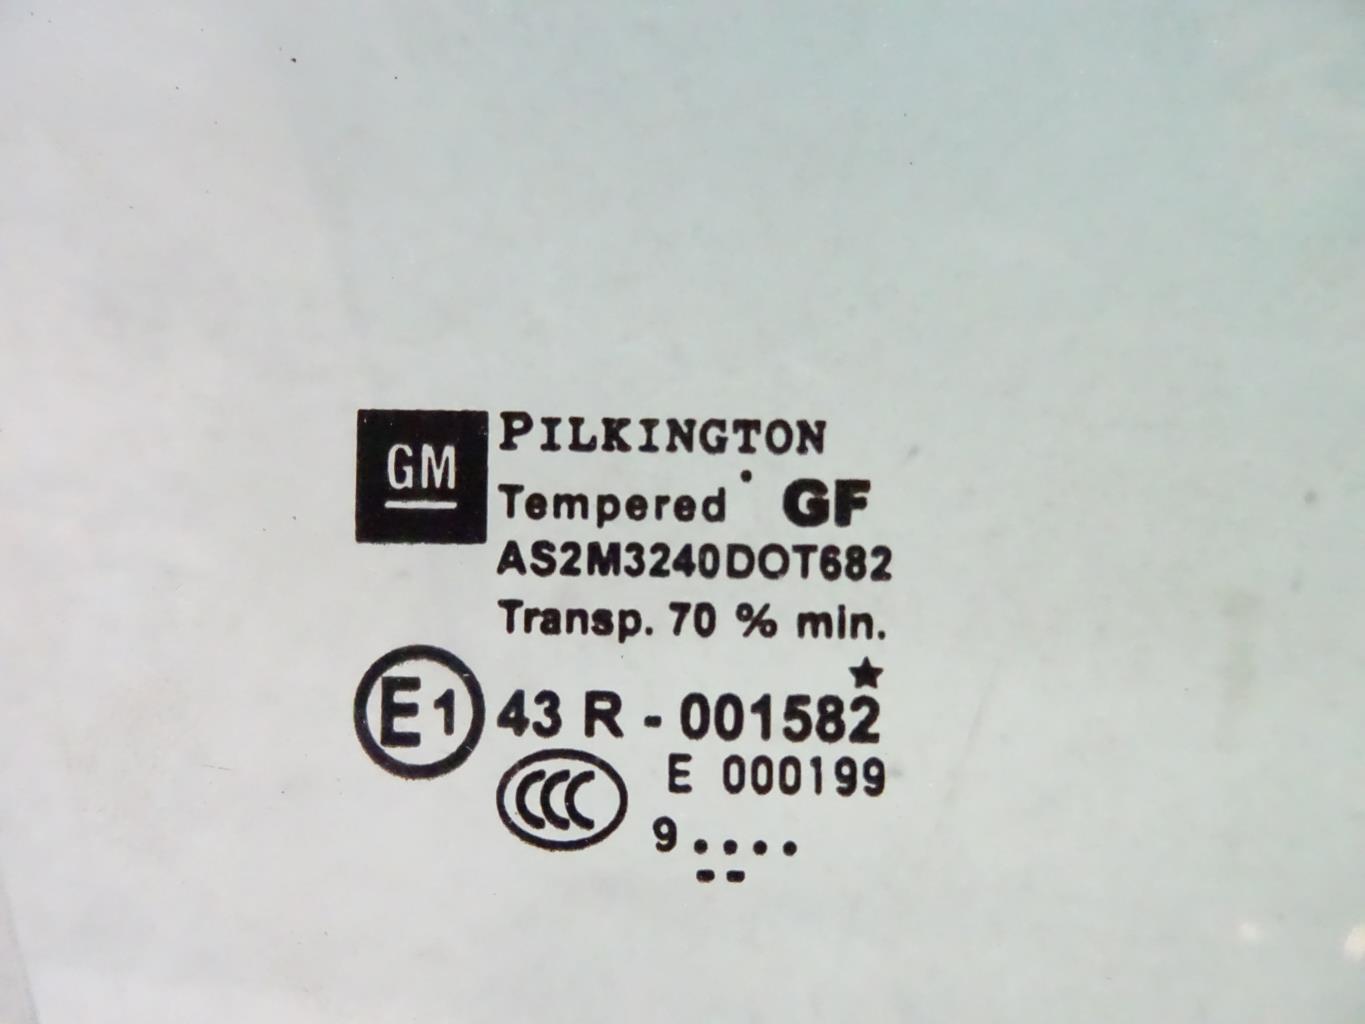 GM
PILKINGTON
Tempered GF
AS2M3240DOT682
Transp. 70 % min.
E1 43 R - 001582
CCC E 000199
9....